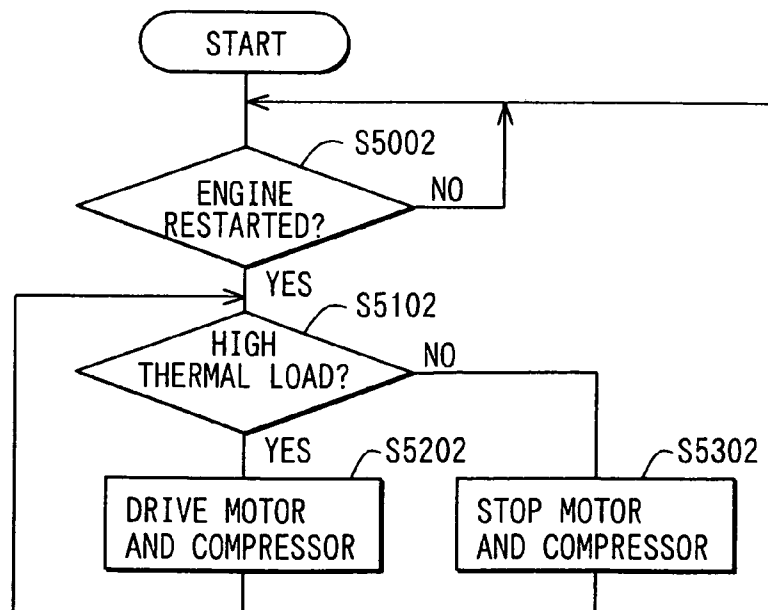 START
S5002
ENGINE
RESTARTED?
NO
YES
S5102
HIGH
THERMAL LOAD?
NO
YES
S5202
S5302
DRIVE MOTOR
AND COMPRESSOR
STOP MOTOR
AND COMPRESSOR